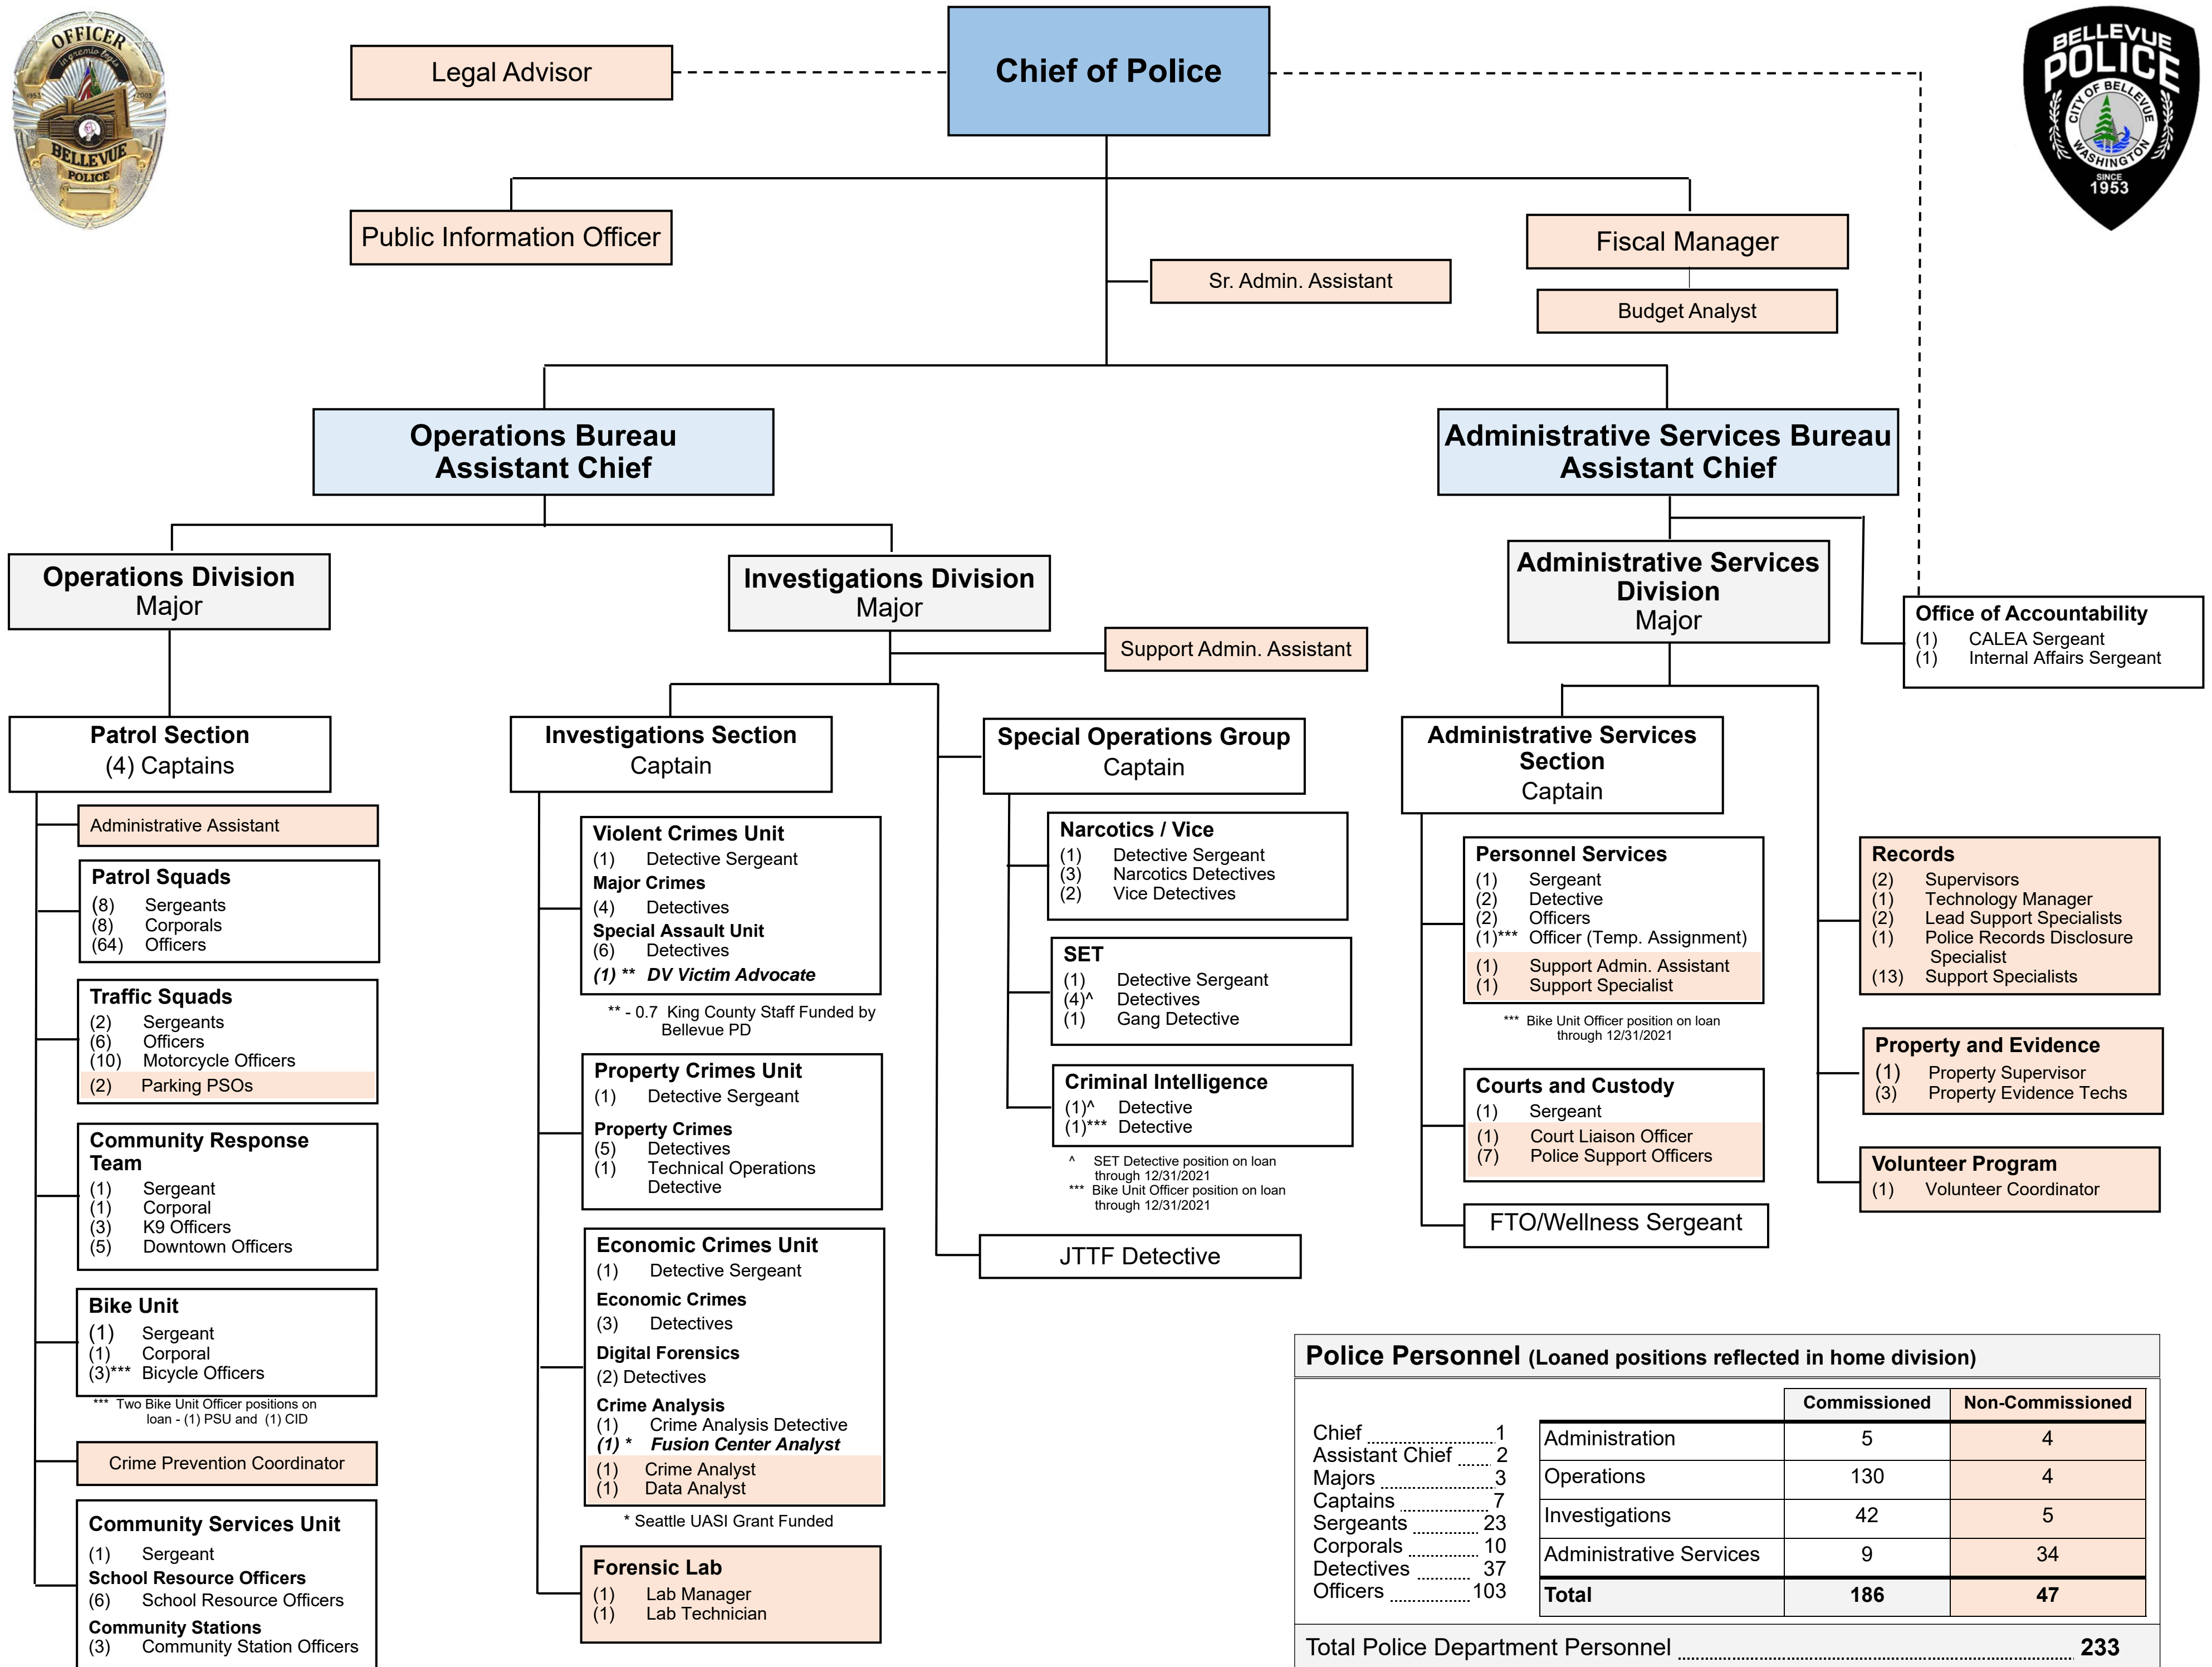 OFFICER
in gremio legis
1953
2003
BELLEVUE
POLICE
Legal Advisor
Chief of Police
BELLEVUE
POLICE
CITY OF BELLEVUE
WASHINGTON
SINCE
1953
Public Information Officer
Fiscal Manager
Sr. Admin. Assistant
Budget Analyst
Operations Bureau
Assistant Chief
Administrative Services Bureau
Assistant Chief
Operations Division
Major
Investigations Division
Major
Support Admin. Assistant
Administrative Services
Division
Major
Office of Accountability
(1) CALEA Sergeant
(1) Internal Affairs Sergeant
Patrol Section
(4) Captains
Administrative Assistant
Patrol Squads
(8) Sergeants
(8) Corporals
(64) Officers
Traffic Squads
(2) Sergeants
(6) Officers
(10) Motorcycle Officers
(2) Parking PSOs
Community Response
Team
(1) Sergeant
(1) Corporal
(3) K9 Officers
(5) Downtown Officers
Bike Unit
(1) Sergeant
(1) Corporal
(3)*** Bicycle Officers
*** Two Bike Unit Officer positions on
loan - (1) PSU and (1) CID
Crime Prevention Coordinator
Community Services Unit
(1) Sergeant
School Resource Officers
(6) School Resource Officers
Community Stations
(3) Community Station Officers
Investigations Section
Captain
Violent Crimes Unit
(1) Detective Sergeant
Major Crimes
(4) Detectives
Special Assault Unit
(6) Detectives
(1) ** DV Victim Advocate
** - 0.7 King County Staff Funded by
Bellevue PD
Property Crimes Unit
(1) Detective Sergeant
Property Crimes
(5) Detectives
(1) Technical Operations
Detective
Economic Crimes Unit
(1) Detective Sergeant
Economic Crimes
(3) Detectives
Digital Forensics
(2) Detectives
Crime Analysis
(1) Crime Analysis Detective
(1) * Fusion Center Analyst
(1) Crime Analyst
(1) Data Analyst
* Seattle UASI Grant Funded
Forensic Lab
(1) Lab Manager
(1) Lab Technician
Special Operations Group
Captain
Narcotics / Vice
(1) Detective Sergeant
(3) Narcotics Detectives
(2) Vice Detectives
SET
(1) Detective Sergeant
(4)^ Detectives
(1) Gang Detective
Criminal Intelligence
(1)^ Detective
(1)*** Detective
^ SET Detective position on loan
through 12/31/2021
*** Bike Unit Officer position on loan
through 12/31/2021
JTTF Detective
Administrative Services
Section
Captain
Personnel Services
(1) Sergeant
(2) Detective
(2) Officers
(1)*** Officer (Temp. Assignment)
(1) Support Admin. Assistant
(1) Support Specialist
*** Bike Unit Officer position on loan
through 12/31/2021
Courts and Custody
(1) Sergeant
(1) Court Liaison Officer
(7) Police Support Officers
FTO/Wellness Sergeant
Records
(2) Supervisors
(1) Technology Manager
(2) Lead Support Specialists
(1) Police Records Disclosure
Specialist
(13) Support Specialists
Property and Evidence
(1) Property Supervisor
(3) Property Evidence Techs
Volunteer Program
(1) Volunteer Coordinator
Police Personnel (Loaned positions reflected in home division)
Chief 1
Assistant Chief 2
Majors 3
Captains 7
Sergeants 23
Corporals 10
Detectives 37
Officers 103
Commissioned Non-Commissioned
Administration 5 4
Operations 130 4
Investigations 42 5
Administrative Services 9 34
Total 186 47
Total Police Department Personnel 233